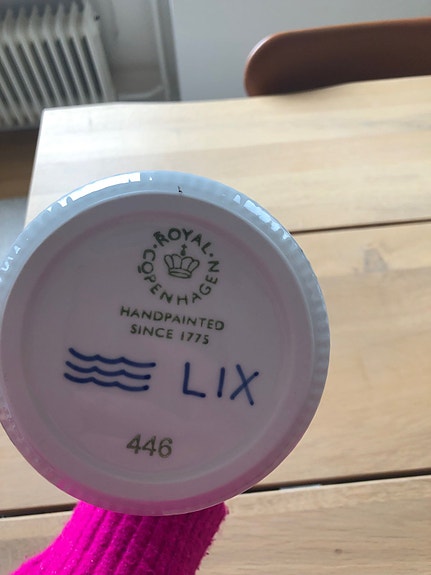 ROYAL COPENHAGEN
HANDPAINTED
SINCE 1775
LIX
446